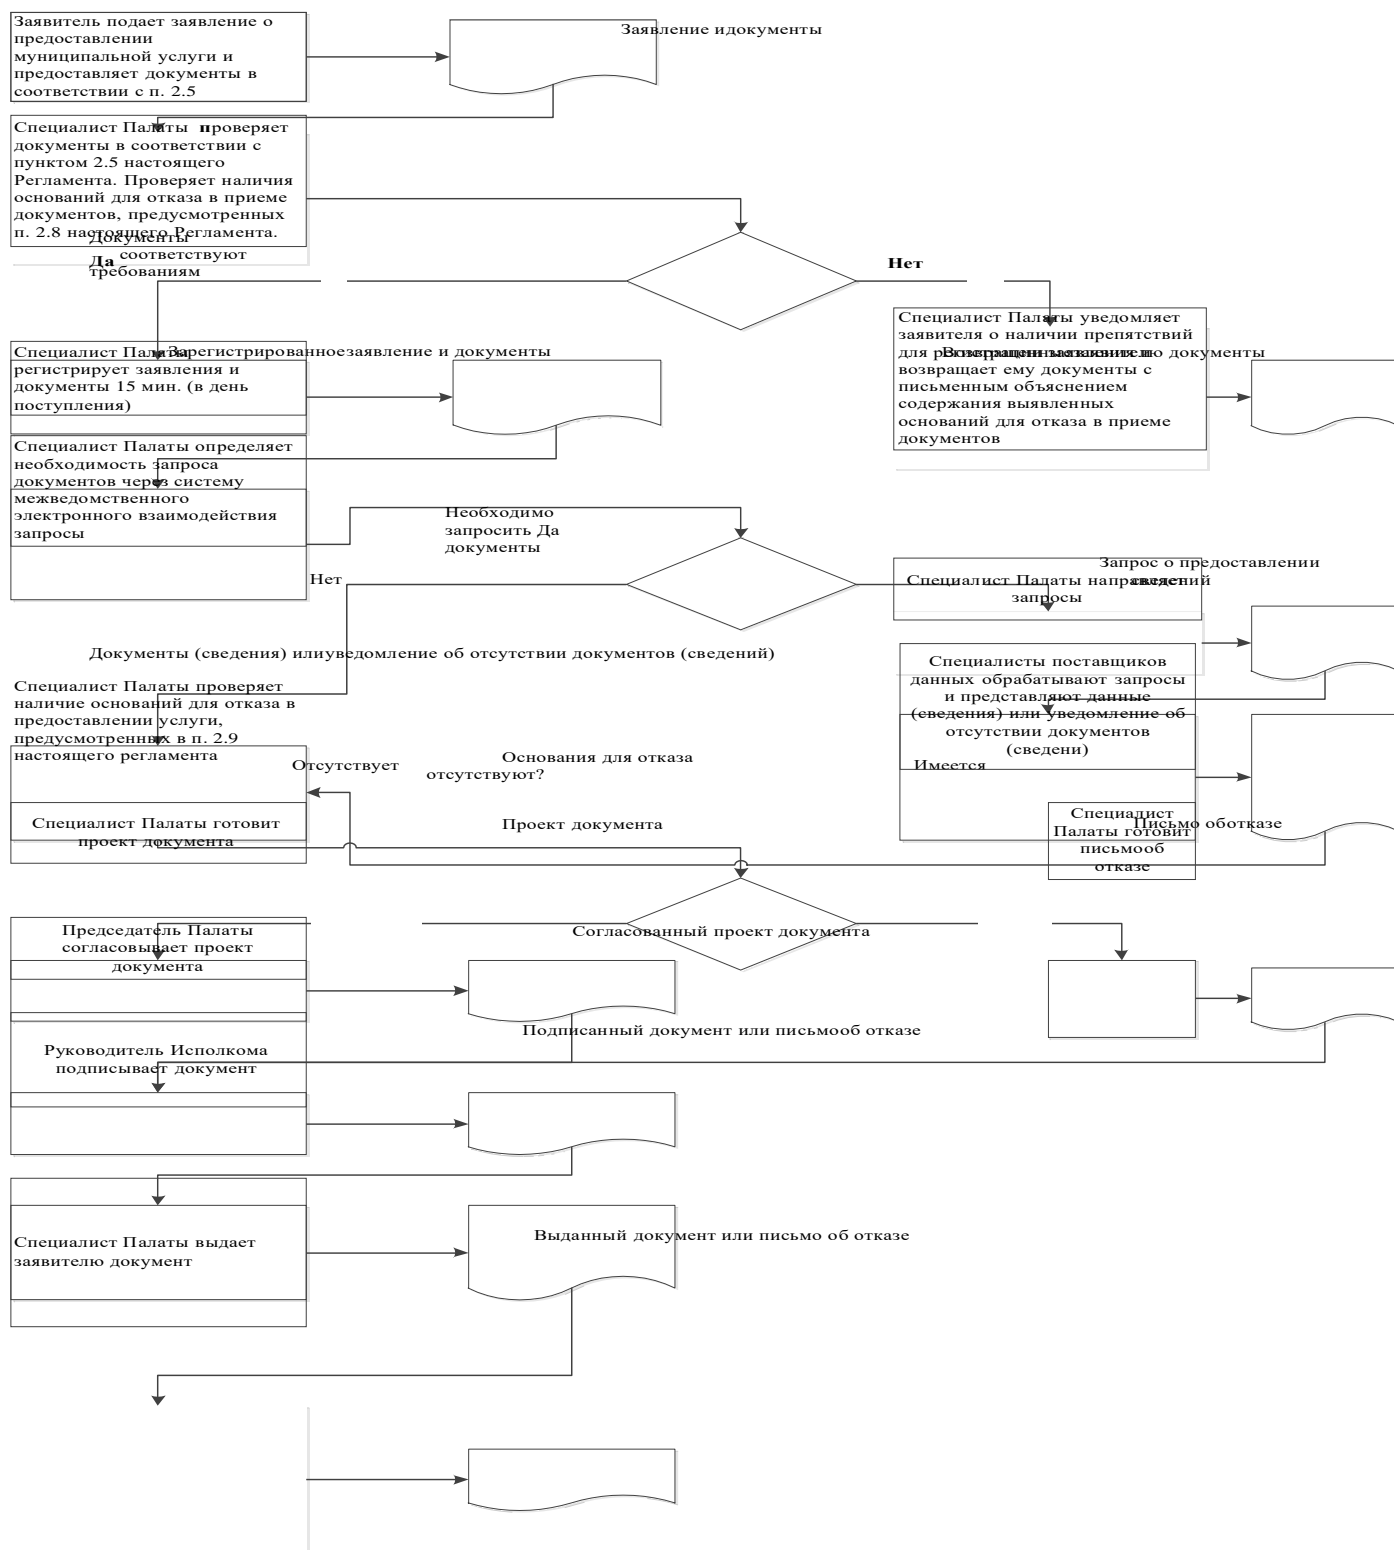 Заявитель подает заявление о
предоставлении
муниципальной услуги и
предоставляет документы в
соответствии с п. 2.5
Заявление идокументы
Специалист Палаты проверяет
документы в соответствии с
пунктом 2.5 настоящего
Регламента. Проверяет наличия
оснований для отказа в приеме
документов, предусмотренных
п. 2.8 настоящего Регламента.
Документы
соответствуют
требованиям
Да
Нет
Специалист Палаты
регистрирует заявления и
документы 15 мин. (в день
поступления)
Зарегистрированноезаявление и документы
Специалист Палаты уведомляет
заявителя о наличии препятствий
для регистрации заявления и
возвращает ему документы с
письменным объяснением
содержания выявленных
оснований для отказа в приеме
документов
Возвращенныезаявителю документы
Специалист Палаты определяет
необходимость запроса
документов через систему
межведомственного
электронного взаимодействия
запросы
Необходимо
запросить Да
документы
Нет
Специалист Палаты направляет
запросы
Запрос о предоставлении
сведений
Документы (сведения) илиуведомление об отсутствии документов (сведений)
Специалисты поставщиков
данных обрабатывают запросы
и представляют данные
(сведения) или уведомление об
отсутствии документов
(сведени)
Специалист Палаты проверяет
наличие оснований для отказа в
предоставлении услуги,
предусмотренных в п. 2.9
настоящего регламента
Отсутствует
Основания для отказа
отсутствуют?
Имеется
Специалист Палаты готовит
проект документа
Проект документа
Специалист
Палаты готовит
письмооб
отказе
Письмо оботказе
Председатель Палаты
согласовывает проект
документа
Согласованный проект документа
Руководитель Исполкома
подписывает документ
Подписанный документ или письмооб отказе
Специалист Палаты выдает
заявителю документ
Выданный документ или письмо об отказе